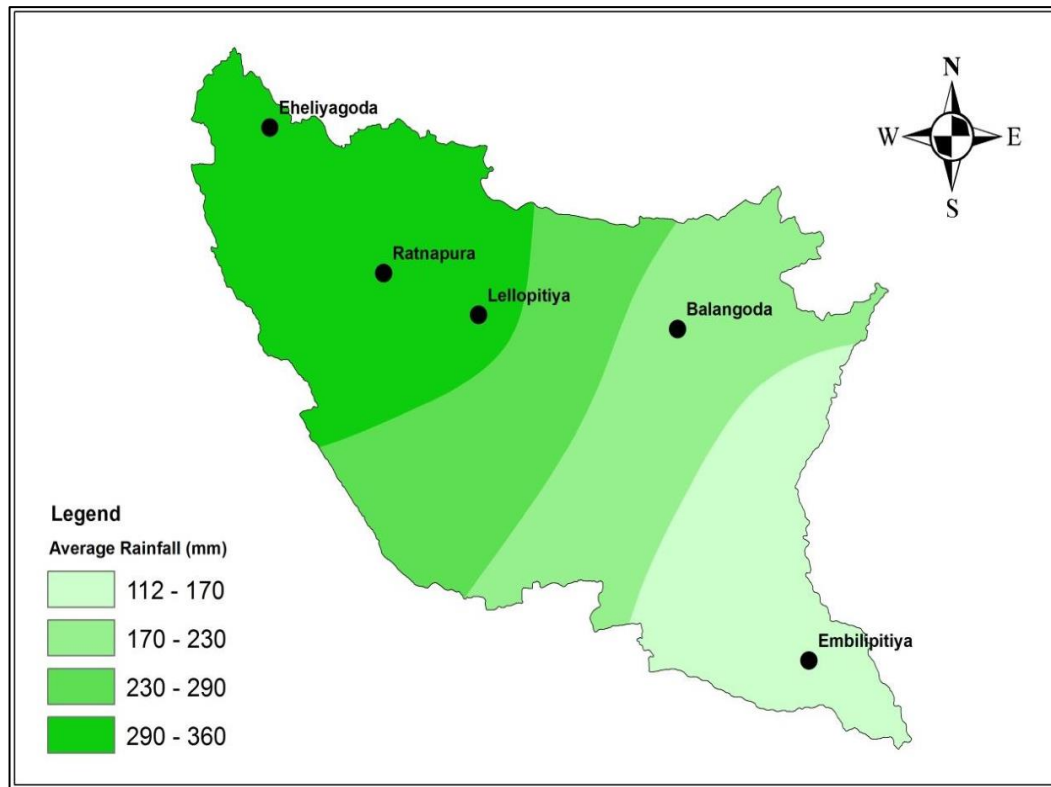 N
W E
S
Eheliyagoda
Ratnapura
Lellopitiya
Balangoda
Embilipitiya
Legend
Average Rainfall (mm)
112 - 170
170 - 230
230 - 290
290 - 360